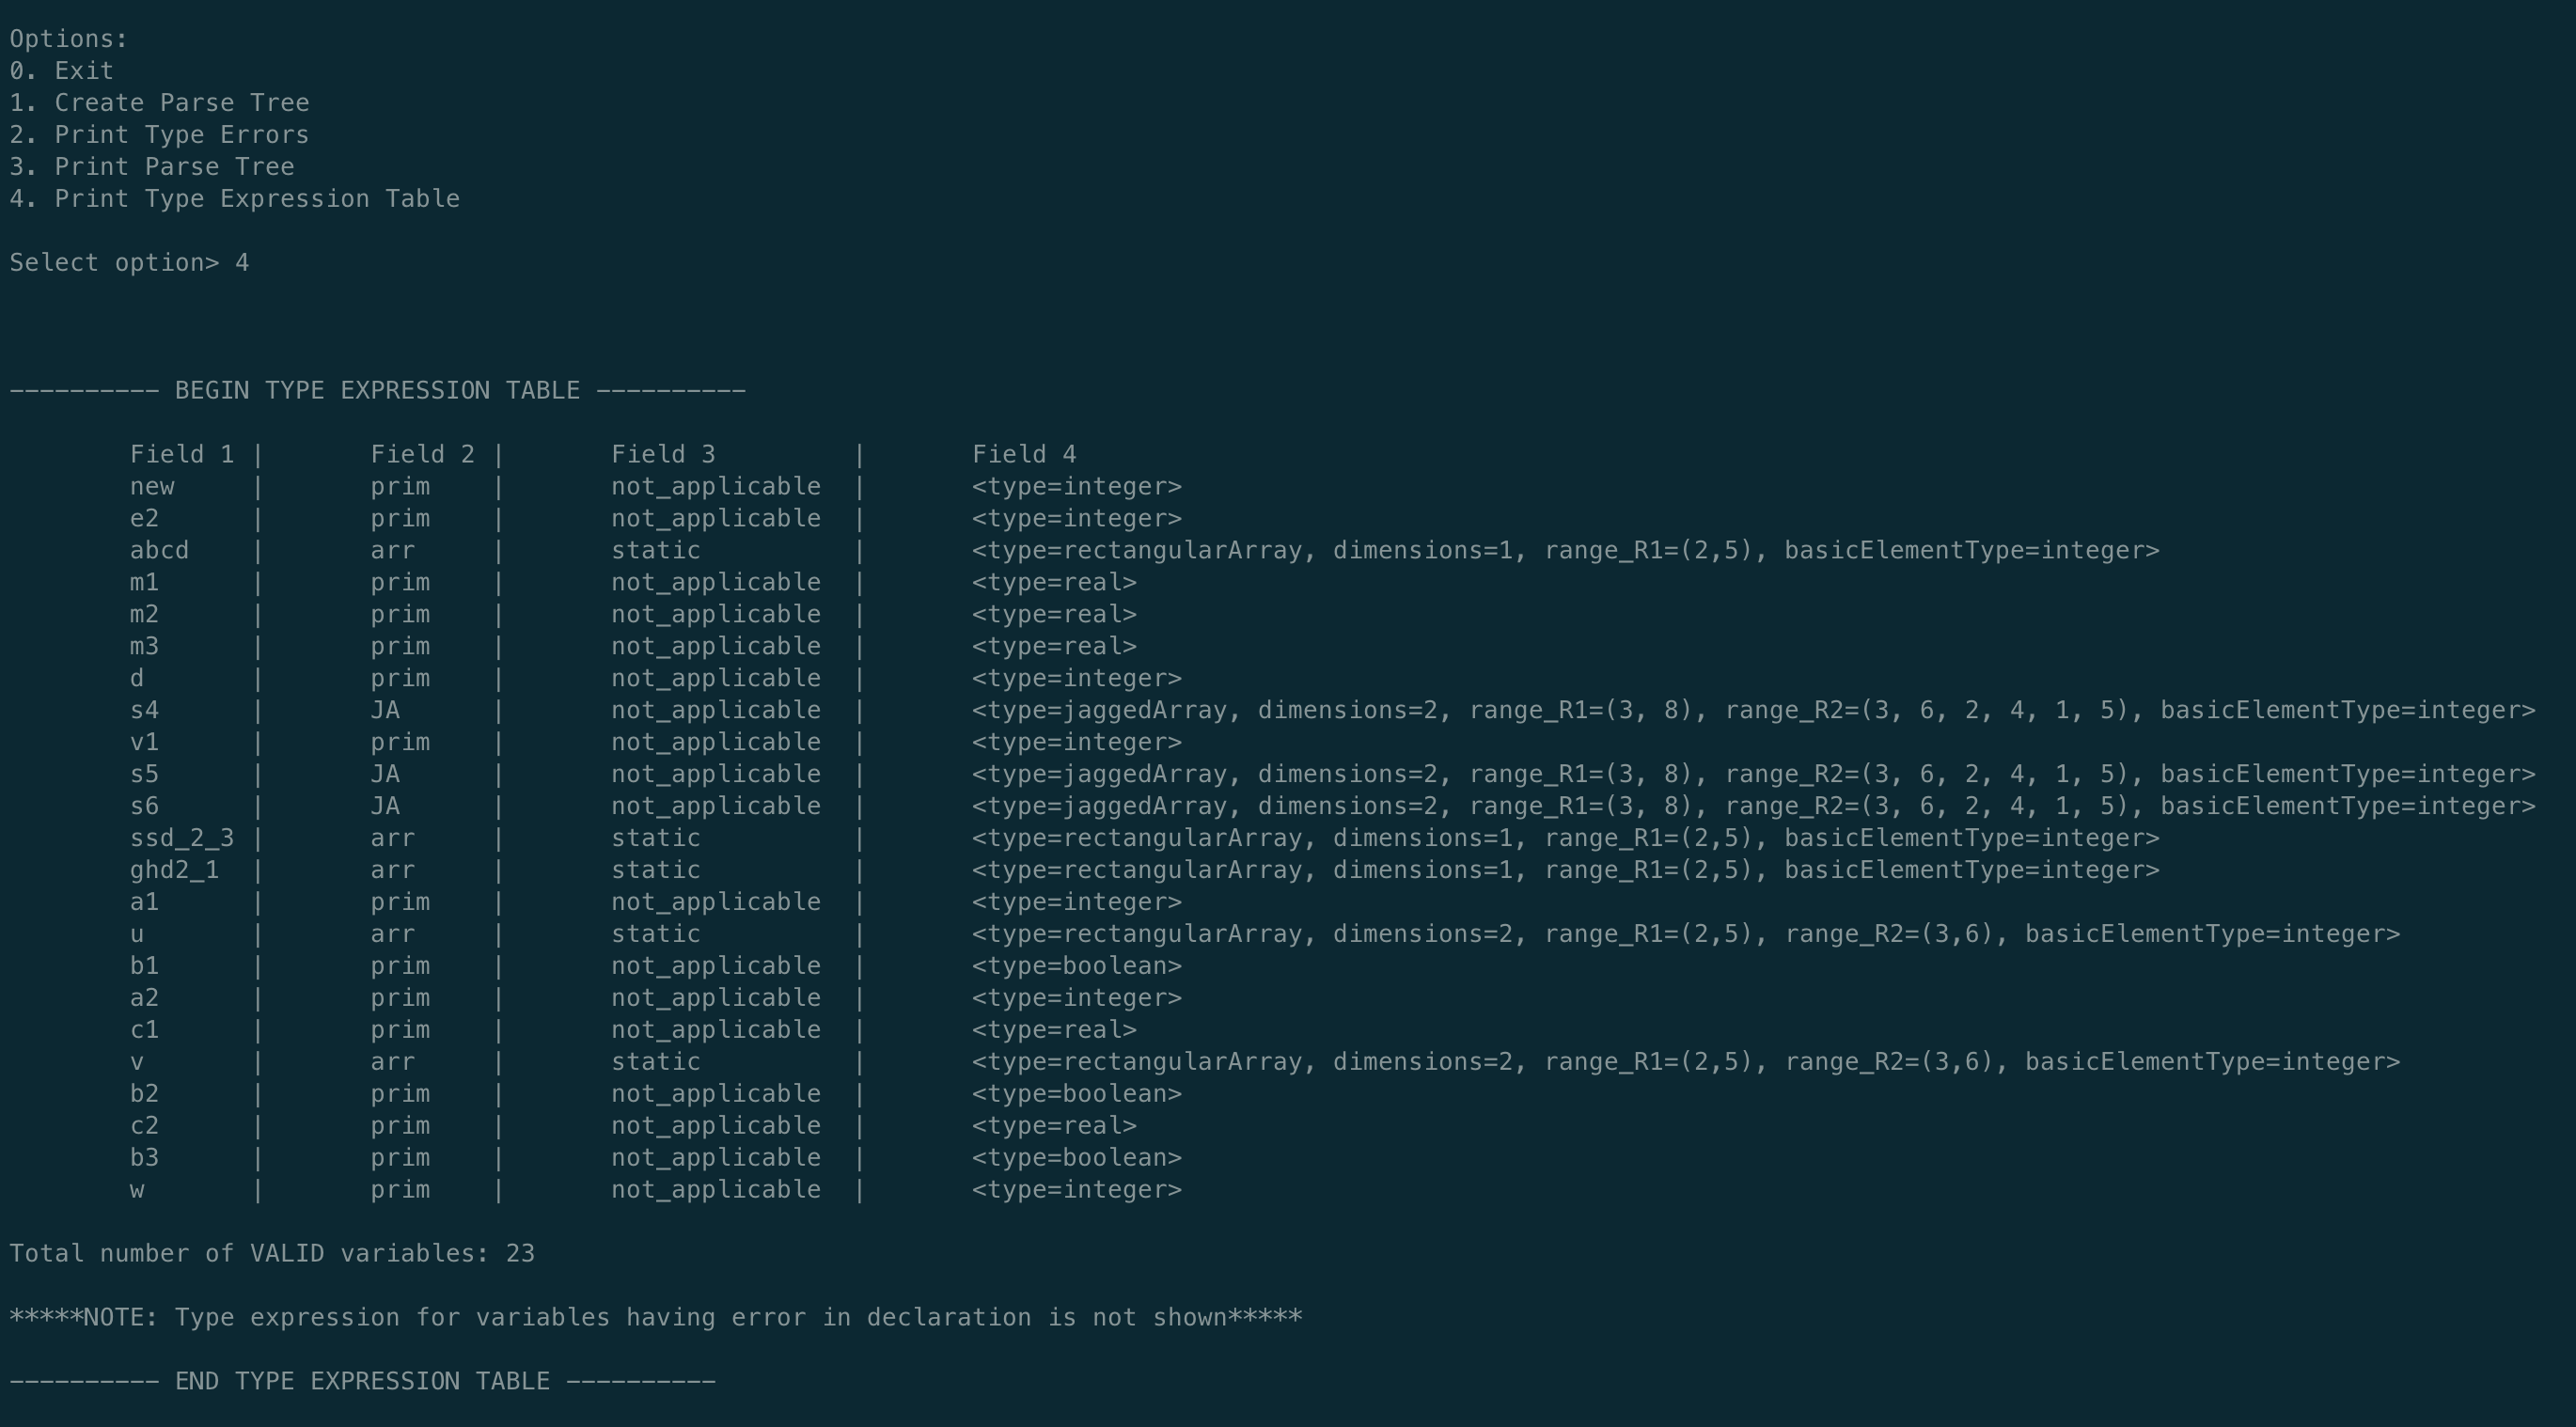 Options:
0. Exit
1. Create Parse Tree
2. Print Type Errors
3. Print Parse Tree
4. Print Type Expression Table
Select option> 4
---------- BEGIN TYPE EXPRESSION TABLE ----------
Field 1 | Field 2 | Field 3 | Field 4
new | prim | not_applicable | <type=integer>
e2 | prim | not_applicable | <type=integer>
abcd | arr | static | <type=rectangularArray, dimensions=1, range_R1=(2,5), basicElementType=integer>
m1 | prim | not_applicable | <type=real>
m2 | prim | not_applicable | <type=real>
m3 | prim | not_applicable | <type=real>
d | prim | not_applicable | <type=integer>
s4 | JA | not_applicable | <type=jaggedArray, dimensions=2, range_R1=(3, 8), range_R2=(3, 6, 2, 4, 1, 5), basicElementType=integer>
v1 | prim | not_applicable | <type=integer>
s5 | JA | not_applicable | <type=jaggedArray, dimensions=2, range_R1=(3, 8), range_R2=(3, 6, 2, 4, 1, 5), basicElementType=integer>
s6 | JA | not_applicable | <type=jaggedArray, dimensions=2, range_R1=(3, 8), range_R2=(3, 6, 2, 4, 1, 5), basicElementType=integer>
ssd_2_3 | arr | static | <type=rectangularArray, dimensions=1, range_R1=(2,5), basicElementType=integer>
ghd2_1 | arr | static | <type=rectangularArray, dimensions=1, range_R1=(2,5), basicElementType=integer>
a1 | prim | not_applicable | <type=integer>
u | arr | static | <type=rectangularArray, dimensions=2, range_R1=(2,5), range_R2=(3,6), basicElementType=integer>
b1 | prim | not_applicable | <type=boolean>
a2 | prim | not_applicable | <type=integer>
c1 | prim | not_applicable | <type=real>
v | arr | static | <type=rectangularArray, dimensions=2, range_R1=(2,5), range_R2=(3,6), basicElementType=integer>
b2 | prim | not_applicable | <type=boolean>
c2 | prim | not_applicable | <type=real>
b3 | prim | not_applicable | <type=boolean>
w | prim | not_applicable | <type=integer>
Total number of VALID variables: 23
*****NOTE: Type expression for variables having error in declaration is not shown*****
---------- END TYPE EXPRESSION TABLE ----------